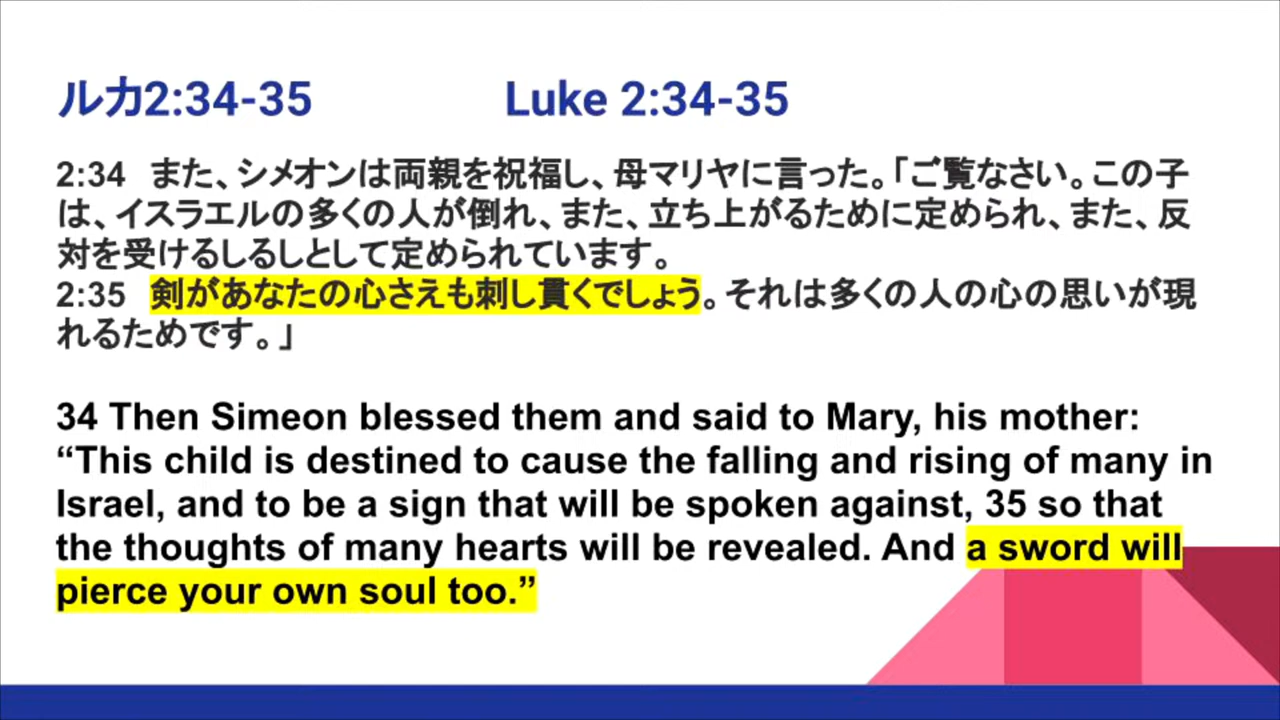 ルカ2:34-35
Luke 2:34-35
2:34 また、シメオンは両親を祝福し、母マリヤに言った。「ご覧なさい。この子
は、イスラエルの多くの人が倒れ、また、立ち上がるために定められ、また、反
対を受けるしるしとして定められています。
2:35 剣があなたの心さえも刺し貫くでしょう。それは多くの人の心の思いが現
れるためです。」
34 Then Simeon blessed them and said to Mary, his mother:
“This child is destined to cause the falling and rising of many in
Israel, and to be a sign that will be spoken against, 35 so that
the thoughts of many hearts will be revealed. And a sword will
pierce your own soul too.”